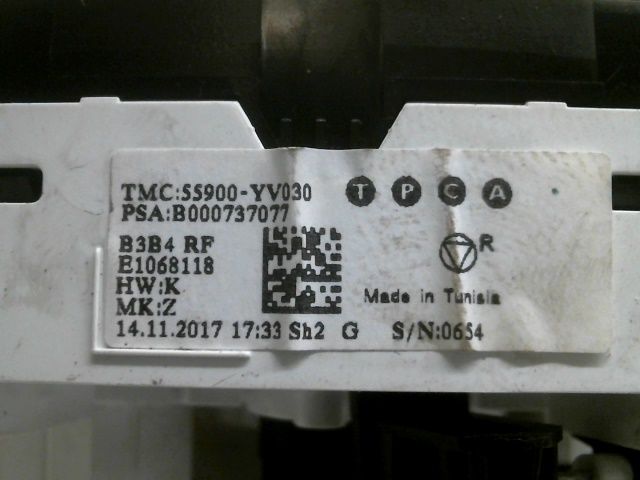 TMC:55900-YV030 T P C A
PSA:B000737077
B3B4 RF
E1068118
HW:K
MK:Z
R
Made in Tunisia
14.11.2017 17:33 Sh2 G S/N:0654